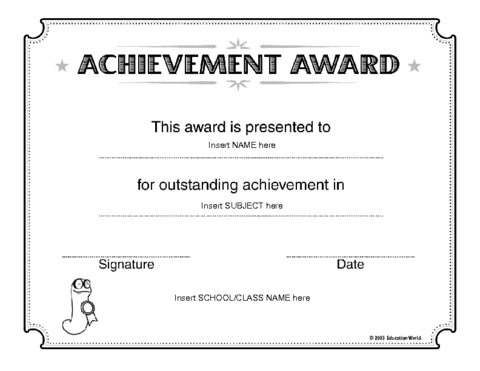 ACHIEVEMENT AWARD
This award is presented to
Insert NAME here
for outstanding achievement in
Insert SUBJECT here
Signature Date
Insert SCHOOL/CLASS NAME here
© 2003 Education World